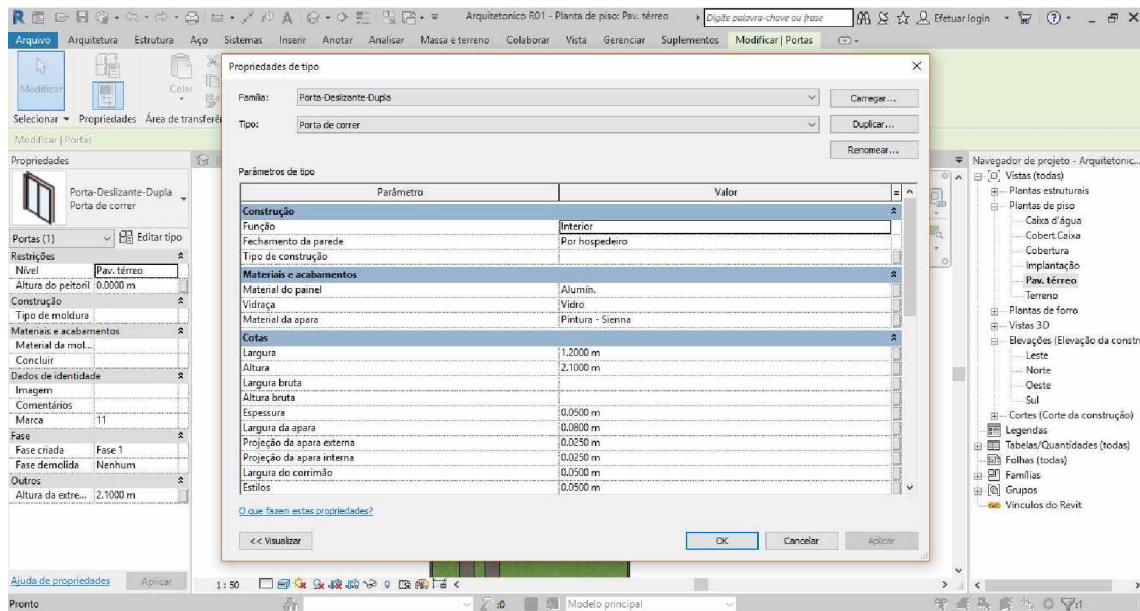 Arquitetonico R01 - Planta de piso: Pav. térreo
Digite palavra-chave ou frase
Efetuar login
Arquivo Arquitetura Estrutura Aço Sistemas Inserir Anotar Analisar Massa e terreno Colaborar Vista Gerenciar Suplementos Modificar | Portas
Modificar
Colar
Selecionar Propriedades Área de transferê
Modificar | Portas
Propriedades
Porta-Deslizante-Dupla
Porta de correr
Portas (1) Editar tipo
Restrições
Nível Pav. térreo
Altura do peitoril 0.0000 m
Construção
Tipo de moldura
Materiais e acabamentos
Material da mol...
Concluir
Dados de identidade
Imagem
Comentários
Marca 11
Fase
Fase criada Fase 1
Fase demolida Nenhum
Outros
Altura da extre... 2.1000 m
Ajuda de propriedades Aplicar
Propriedades de tipo
Família: Porta-Deslizante-Dupla Carregar...
Tipo: Porta de correr Duplicar...
Renomear...
Parâmetros de tipo
Parâmetro Valor =
Construção
Função Interior
Fechamento da parede Por hospedeiro
Tipo de construção
Materiais e acabamentos
Material do painel Alumín.
Vidraça Vidro
Material da apara Pintura - Sienna
Cotas
Largura 1.2000 m
Altura 2.1000 m
Largura bruta
Altura bruta
Espessura 0.0500 m
Largura da apara 0.0800 m
Projeção da apara externa 0.0250 m
Projeção da apara interna 0.0250 m
Largura do corrimão 0.0500 m
Estilos 0.0500 m
O que fazem estas propriedades?
<< Visualizar OK Cancelar Aplicar
Navegador de projeto - Arquitetonic...
Vistas (todas)
Plantas estruturais
Plantas de piso
Caixa d'água
Cobert.Caixa
Cobertura
Implantação
Pav. térreo
Terreno
Plantas de forro
Vistas 3D
Elevações (Elevação da constr
Leste
Norte
Oeste
Sul
Cortes (Corte da construção)
Legendas
Tabelas/Quantidades (todas)
Folhas (todas)
Famílias
Grupos
Vínculos do Revit
1 : 50
Pronto :0 Modelo principal :1